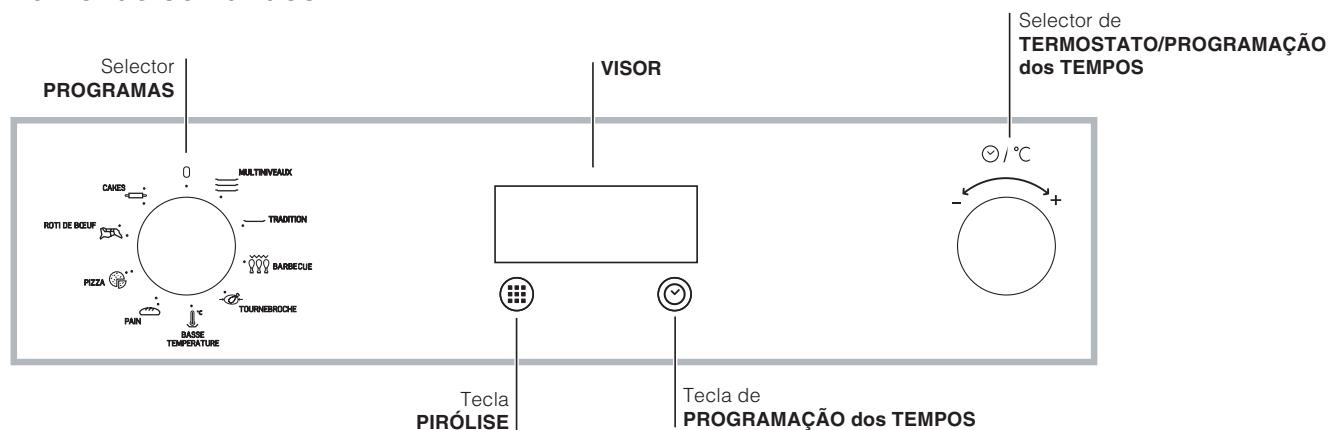 Selector de
TERMOSTATO/PROGRAMAÇÃO
dos TEMPOS
Selector
PROGRAMAS
VISOR
/ °C
- +
0
MULTINIVEAUX
CAKES
TRADITION
ROTI DE BŒUF
BARBECUE
PIZZA
TOURNEBROCHE
PAIN
°C
BASSE
TEMPERATURE
Tecla
PIRÓLISE
Tecla de
PROGRAMAÇÃO dos TEMPOS